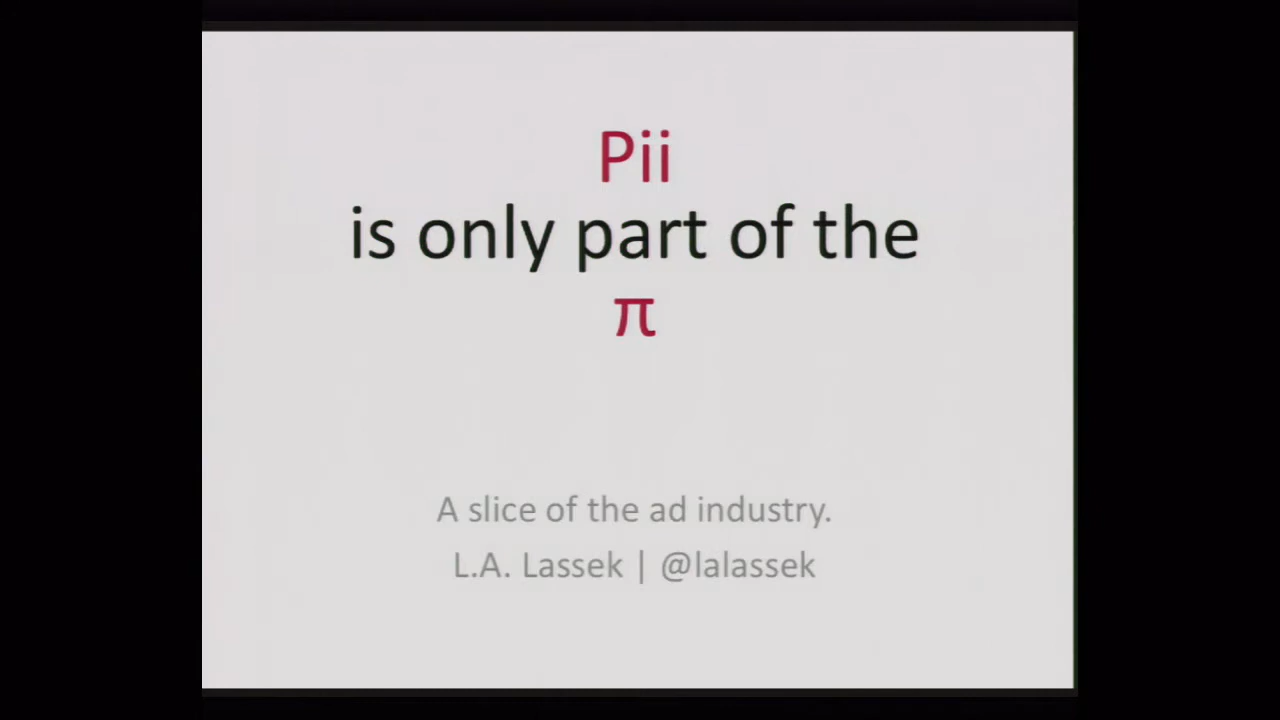 Pii
is only part of the
π
A slice of the ad industry.
L.A. Lassek | @lalassek